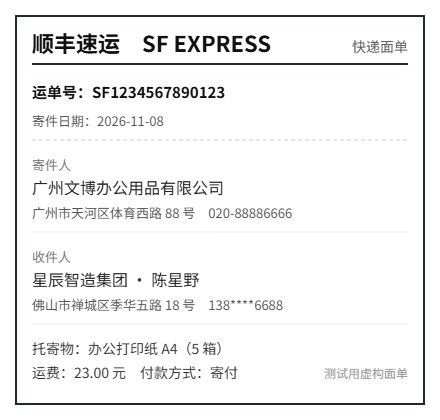 顺丰速运 SF EXPRESS 快递面单
运单号：SF1234567890123
寄件日期：2026-11-08
寄件人
广州文博办公用品有限公司
广州市天河区体育西路 88 号 020-88886666
收件人
星辰智造集团 · 陈星野
佛山市禅城区季华五路 18 号 138****6688
托寄物：办公打印纸 A4（5 箱）
运费：23.00 元 付款方式：寄付 测试用虚构面单